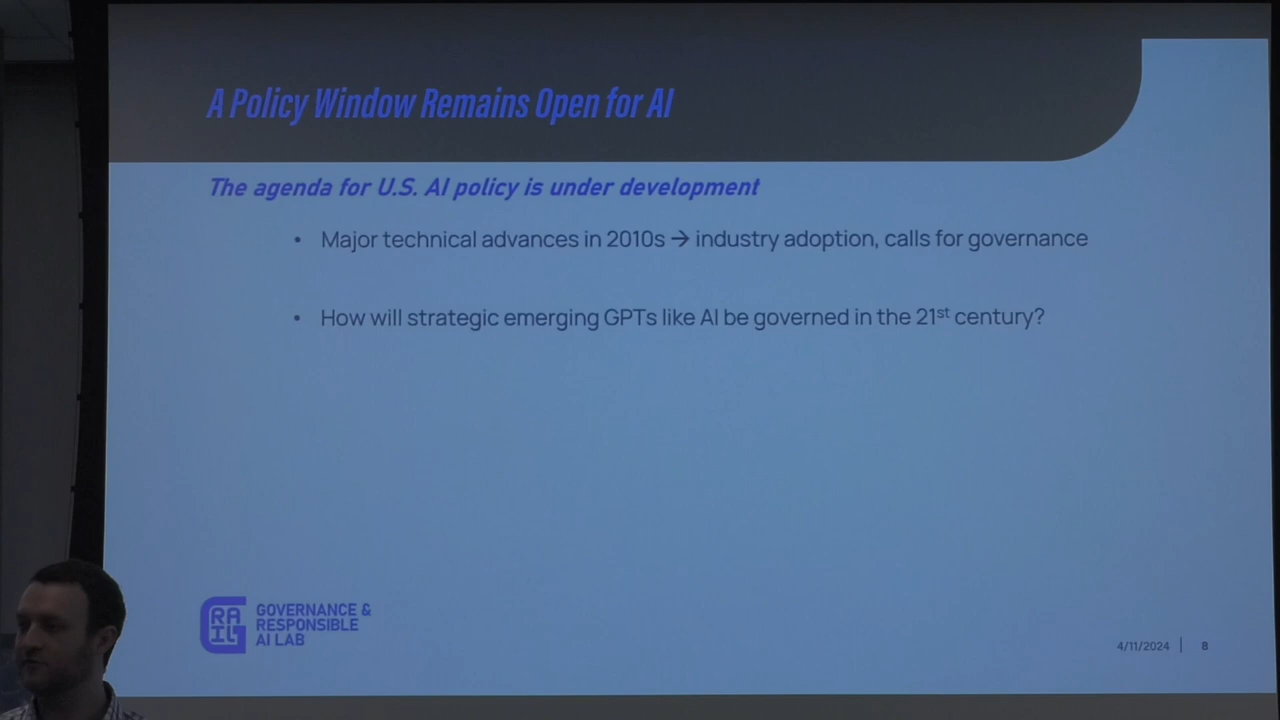 A Policy Window Remains Open for AI
The agenda for U.S. AI policy is under development
• Major technical advances in 2010s → industry adoption, calls for governance
• How will strategic emerging GPTs like AI be governed in the 21st century?
RAIL
GOVERNANCE &
RESPONSIBLE
AI LAB
4/11/2024 | 8